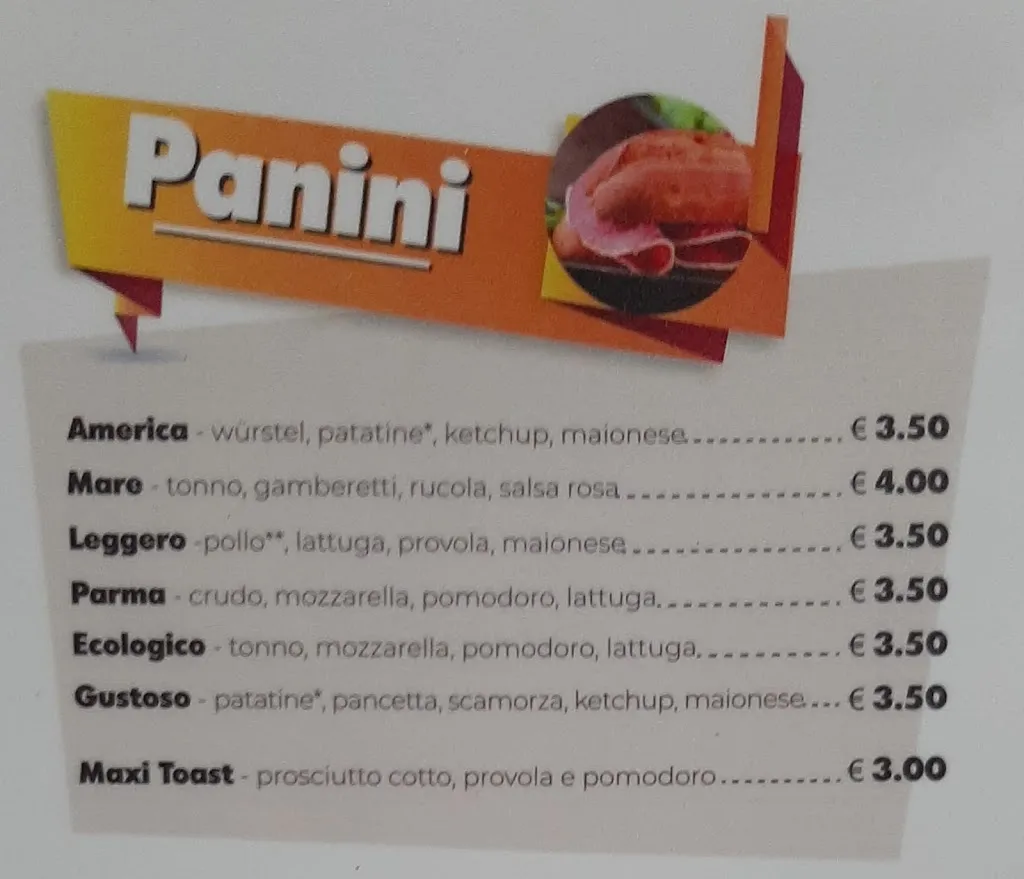 Panini
America - würstel, patatine*, ketchup, maionese............. € 3.50
Mare - tonno, gamberetti, rucola, salsa rosa................ € 4.00
Leggero -pollo**, lattuga, provola, maionese............... € 3.50
Parma - crudo, mozzarella, pomodoro, lattuga.............. € 3.50
Ecologico - tonno, mozzarella, pomodoro, lattuga........... € 3.50
Gustoso - patatine*, pancetta, scamorza, ketchup, maionese.... € 3.50
Maxi Toast - prosciutto cotto, provola e pomodoro.......... € 3.00